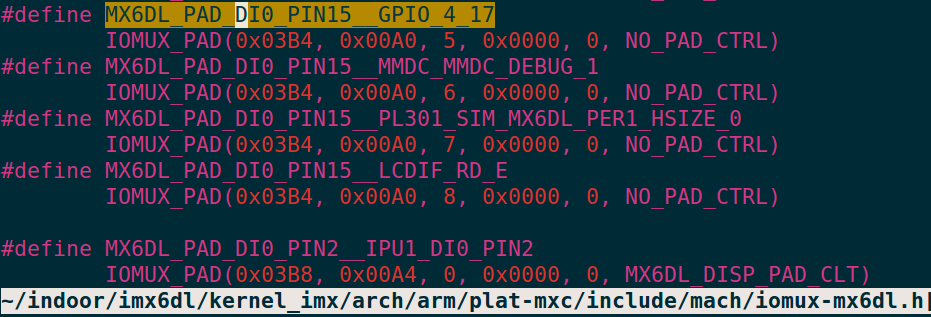 #define MX6DL_PAD_DI0_PIN15__GPIO_4_17
IOMUX_PAD(0x03B4, 0x00A0, 5, 0x0000, 0, NO_PAD_CTRL)
#define MX6DL_PAD_DI0_PIN15__MMDC_MMDC_DEBUG_1
IOMUX_PAD(0x03B4, 0x00A0, 6, 0x0000, 0, NO_PAD_CTRL)
#define MX6DL_PAD_DI0_PIN15__PL301_SIM_MX6DL_PER1_HSIZE_0
IOMUX_PAD(0x03B4, 0x00A0, 7, 0x0000, 0, NO_PAD_CTRL)
#define MX6DL_PAD_DI0_PIN15__LCDIF_RD_E
IOMUX_PAD(0x03B4, 0x00A0, 8, 0x0000, 0, NO_PAD_CTRL)
#define MX6DL_PAD_DI0_PIN2__IPU1_DI0_PIN2
IOMUX_PAD(0x03B8, 0x00A4, 0, 0x0000, 0, MX6DL_DISP_PAD_CLT)
~/indoor/imx6dl/kernel_imx/arch/arm/plat-mxc/include/mach/iomux-mx6dl.h[